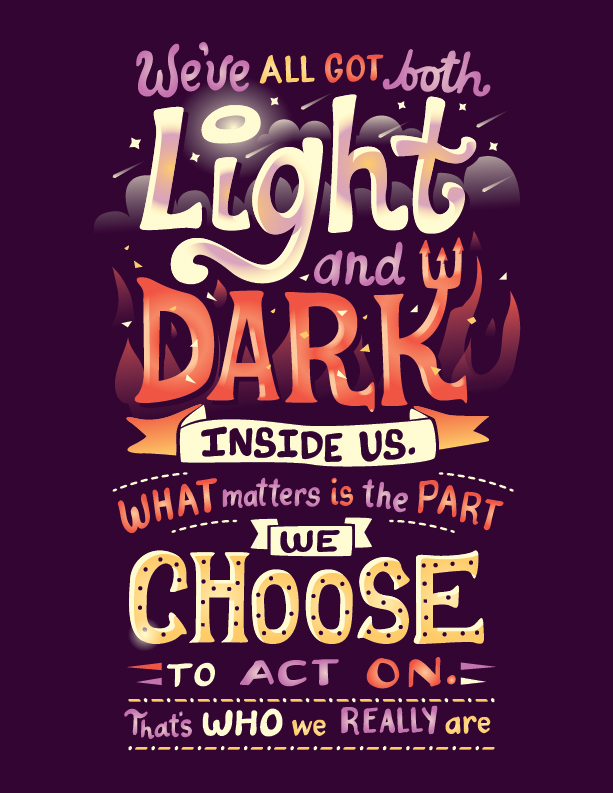 We've ALL GOT both
Light
and
DARK
INSIDE US.
WHAT matters is the PART
WE
CHOOSE
TO ACT ON.
That's WHO we REALLY are